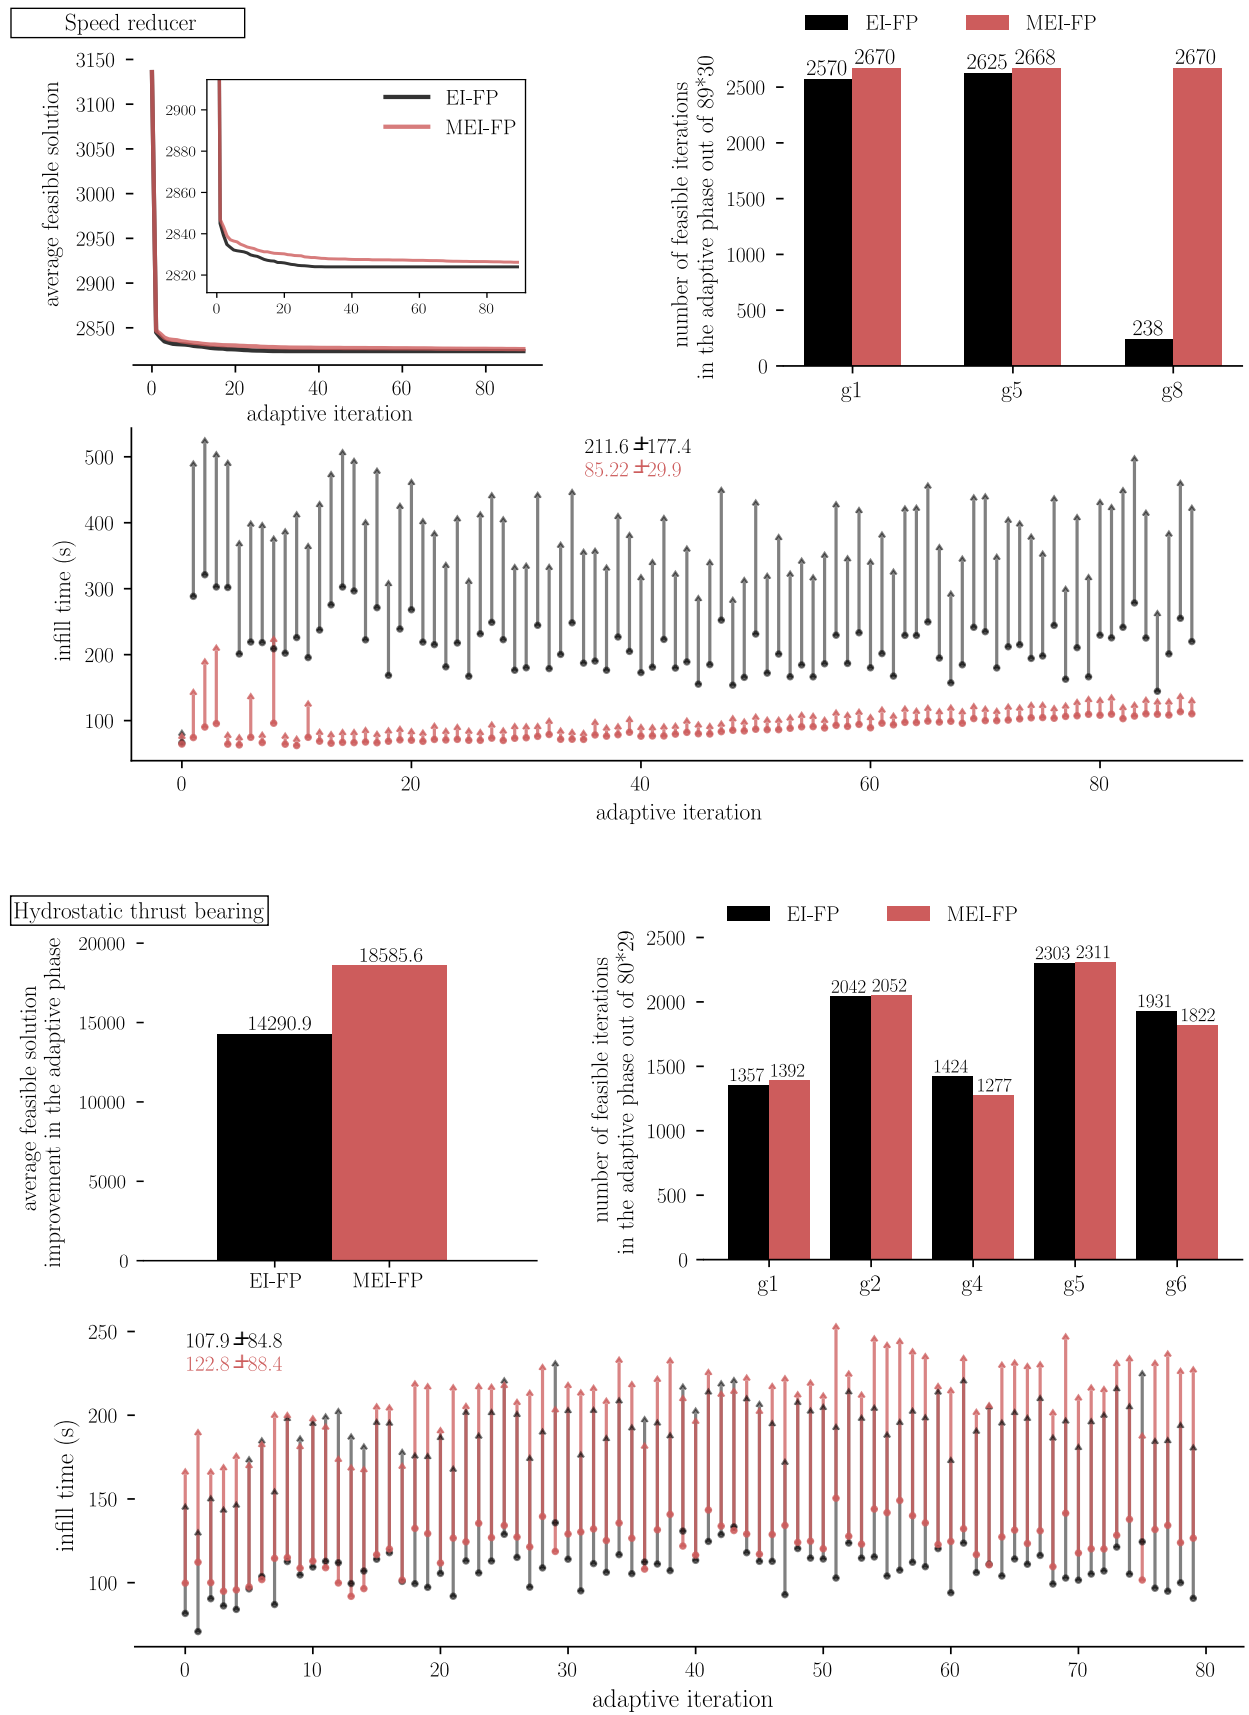 Speed reducer
average feasible solution
3150
3100
3050
3000
2950
2900
2850
0
20
40
60
80
adaptive iteration
EI-FP
MEI-FP
2900
2880
2860
2840
2820
0
20
40
60
80
EI-FP
MEI-FP
number of feasible iterations
in the adaptive phase out of 89*30
2500
2000
1500
1000
500
0
2570
2670
2625
2668
238
2670
g1
g5
g8
infill time (s)
500
400
300
200
100
211.6 ±177.4
85.22 ±29.9
0
20
40
60
80
adaptive iteration
Hydrostatic thrust bearing
average feasible solution
improvement in the adaptive phase
20000
15000
10000
5000
0
14290.9
18585.6
EI-FP
MEI-FP
EI-FP
MEI-FP
number of feasible iterations
in the adaptive phase out of 80*29
2500
2000
1500
1000
500
0
1357
1392
2042
2052
1424
1277
2303
2311
1931
1822
g1
g2
g4
g5
g6
infill time (s)
250
200
150
100
107.9 ±84.8
122.8 ±88.4
0
10
20
30
40
50
60
70
80
adaptive iteration